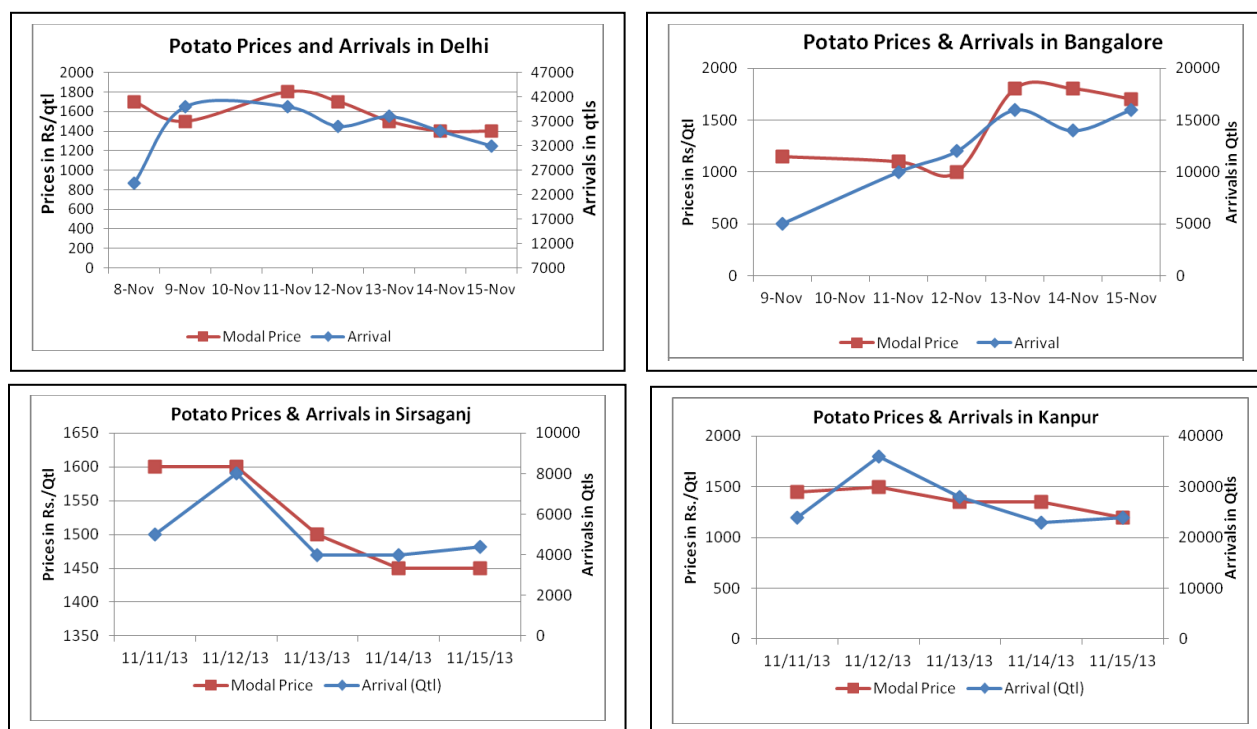 Potato Prices and Arrivals in Delhi
Prices in Rs/qtl
2000
1800
1600
1400
1200
1000
800
600
400
200
0
47000
42000
37000
32000
27000
22000
17000
12000
7000
Arrivals in qtls
8-Nov 9-Nov 10-Nov 11-Nov 12-Nov 13-Nov 14-Nov 15-Nov
Modal Price Arrival
Potato Prices & Arrivals in Bangalore
Prices in Rs/Qtl
2000
1500
1000
500
0
20000
15000
10000
5000
0
Arrivals in Qtls
9-Nov 10-Nov 11-Nov 12-Nov 13-Nov 14-Nov 15-Nov
Modal Price Arrival
Potato Prices & Arrivals in Sirsaganj
Prices in Rs./Qtl
1650
1600
1550
1500
1450
1400
1350
10000
8000
6000
4000
2000
0
Arrivals in Qtls
11/11/13 11/12/13 11/13/13 11/14/13 11/15/13
Modal Price Arrival (Qtl)
Potato Prices & Arrivals in Kanpur
Prices in Rs./Qtl
2000
1500
1000
500
0
40000
30000
20000
10000
0
Arrivals in Qtls
11/11/13 11/12/13 11/13/13 11/14/13 11/15/13
Modal Price Arrival (Qtl)